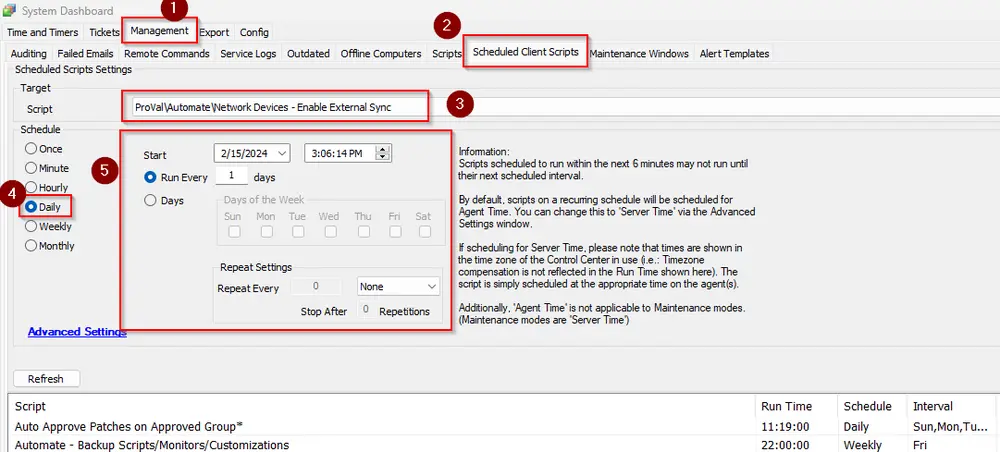 System Dashboard
1
Time and Timers Tickets Management Export Config
2
Auditing Failed Emails Remote Commands Service Logs Outdated Offline Computers Scripts Scheduled Client Scripts Maintenance Windows Alert Templates
Scheduled Scripts Settings
Target
Script ProVal\Automate\Network Devices - Enable External Sync 3
Schedule
Once
Minute
Hourly
4 Daily
Weekly
Monthly
5
Start 2/15/2024 3:06:14 PM
Run Every 1 days
Days Days of the Week
Sun Mon Tue Wed Thu Fri Sat
Repeat Settings
Repeat Every 0 None
Stop After 0 Repetitions
Information:
Scripts scheduled to run within the next 6 minutes may not run until
their next scheduled interval.
By default, scripts on a recurring schedule will be scheduled for
Agent Time. You can change this to 'Server Time' via the Advanced
Settings window.
If scheduling for Server Time, please note that times are shown in
the time zone of the Control Center in use (i.e.: Timezone
compensation is not reflected in the Run Time shown here). The
script is simply scheduled at the appropriate time on the agent(s).
Additionally, 'Agent Time' is not applicable to Maintenance modes.
(Maintenance modes are 'Server Time')
Advanced Settings
Refresh
Script Run Time Schedule Interval
Auto Approve Patches on Approved Group* 11:19:00 Daily Sun,Mon,Tu...
Automate - Backup Scripts/Monitors/Customizations 22:00:00 Weekly Fri